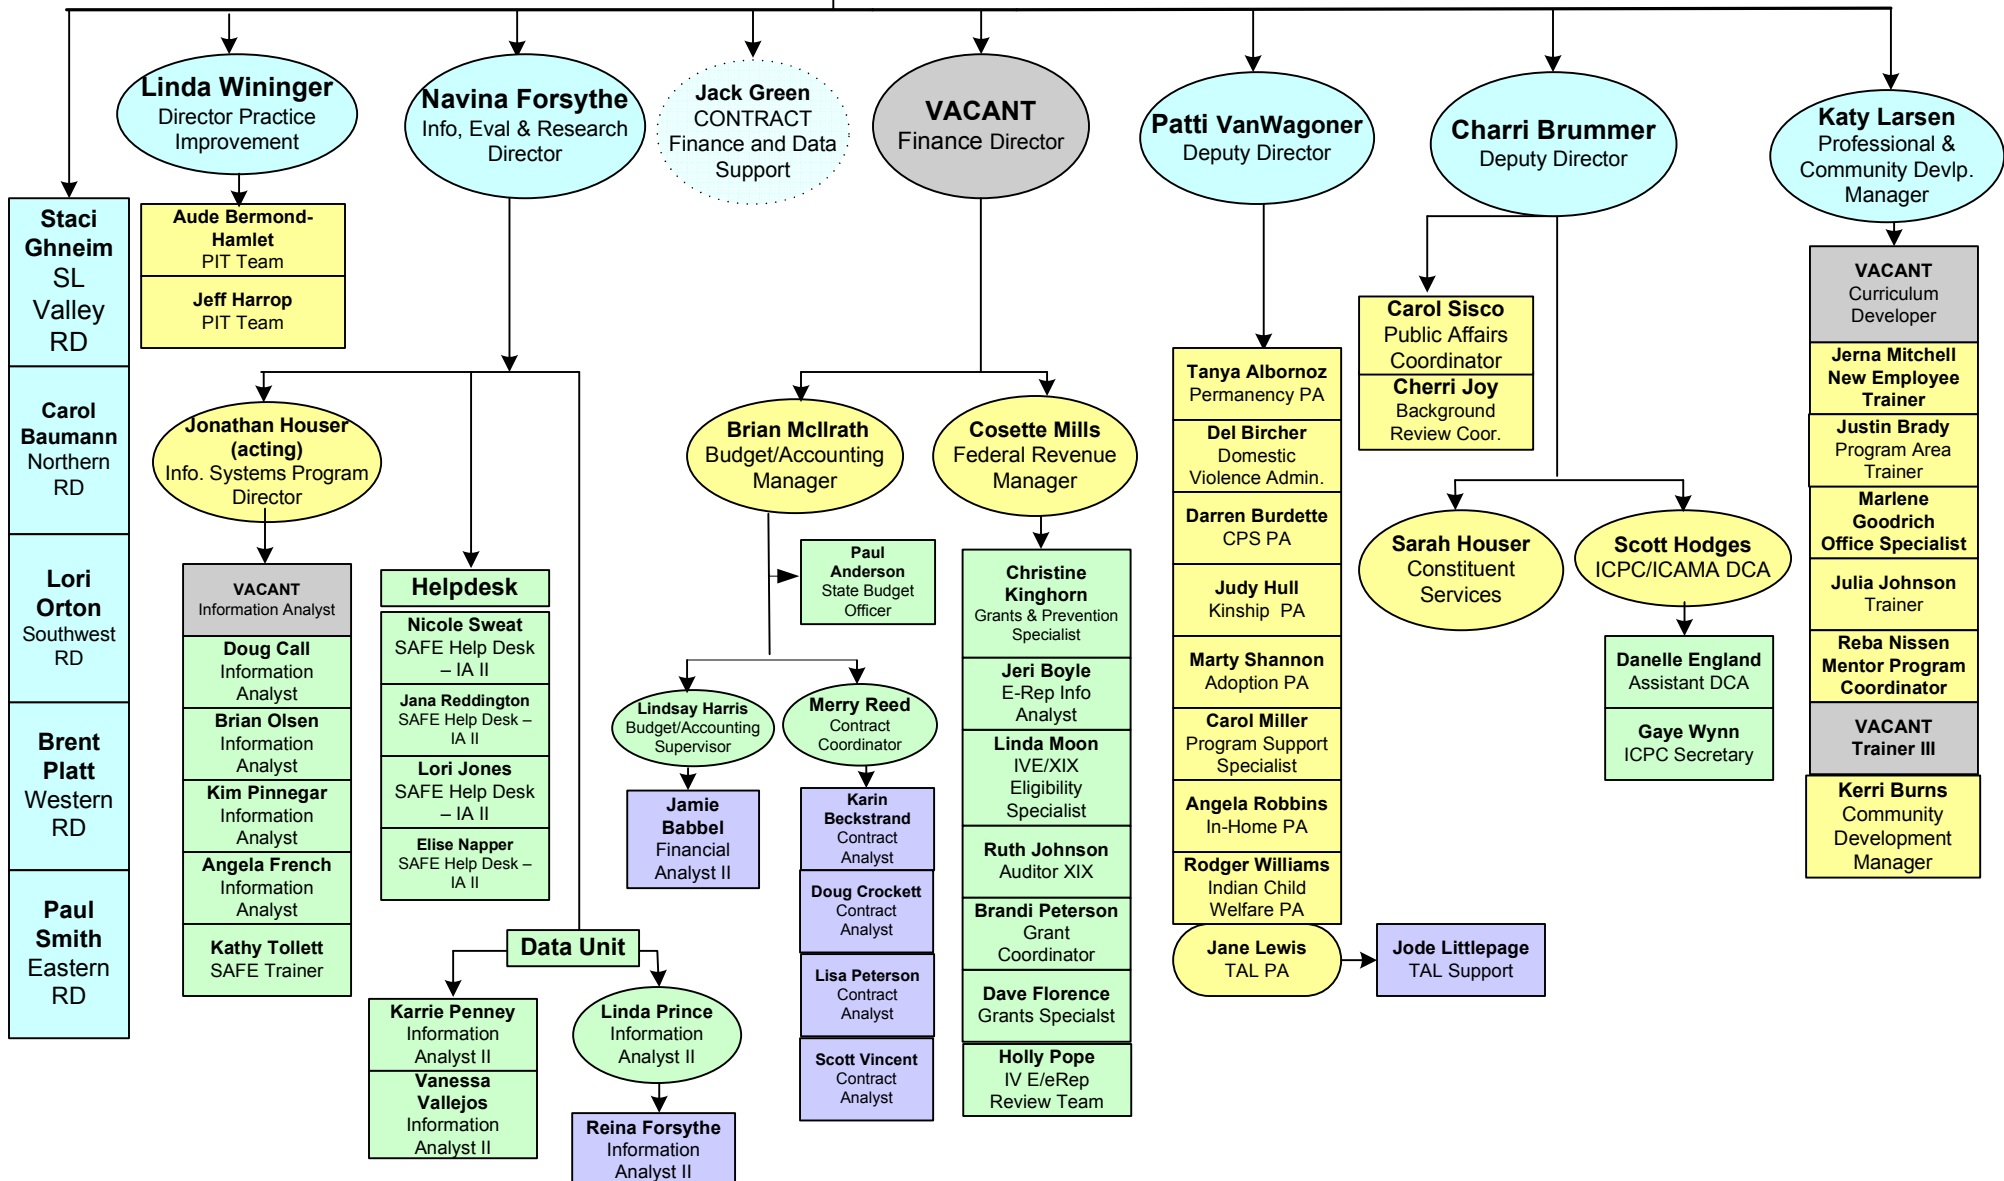 Linda Wininger
Director Practice
Improvement
Navina Forsythe
Info, Eval & Research
Director
Jack Green
CONTRACT
Finance and Data
Support
VACANT
Finance Director
Patti VanWagoner
Deputy Director
Charri Brummer
Deputy Director
Katy Larsen
Professional &
Community Devlp.
Manager
Staci
Ghneim
SL
Valley
RD
Carol
Baumann
Northern
RD
Lori
Orton
Southwest
RD
Brent
Platt
Western
RD
Paul
Smith
Eastern
RD
Aude Bermond-
Hamlet
PIT Team
Jeff Harrop
PIT Team
Jonathan Houser
(acting)
Info. Systems Program
Director
VACANT
Information Analyst
Doug Call
Information
Analyst
Brian Olsen
Information
Analyst
Kim Pinnegar
Information
Analyst
Angela French
Information
Analyst
Kathy Tollett
SAFE Trainer
Helpdesk
Nicole Sweat
SAFE Help Desk
– IA II
Jana Reddington
SAFE Help Desk –
IA II
Lori Jones
SAFE Help Desk
– IA II
Elise Napper
SAFE Help Desk –
IA II
Data Unit
Karrie Penney
Information
Analyst II
Vanessa
Vallejos
Information
Analyst II
Linda Prince
Information
Analyst II
Reina Forsythe
Information
Analyst II
Brian McIlrath
Budget/Accounting
Manager
Paul
Anderson
State Budget
Officer
Lindsay Harris
Budget/Accounting
Supervisor
Jamie
Babbel
Financial
Analyst II
Merry Reed
Contract
Coordinator
Karin
Beckstrand
Contract
Analyst
Doug Crockett
Contract
Analyst
Lisa Peterson
Contract
Analyst
Scott Vincent
Contract
Analyst
Cosette Mills
Federal Revenue
Manager
Christine
Kinghorn
Grants & Prevention
Specialist
Jeri Boyle
E-Rep Info
Analyst
Linda Moon
IVE/XIX
Eligibility
Specialist
Ruth Johnson
Auditor XIX
Brandi Peterson
Grant
Coordinator
Dave Florence
Grants Specialst
Holly Pope
IV E/eRep
Review Team
Tanya Albornoz
Permanency PA
Del Bircher
Domestic
Violence Admin.
Darren Burdette
CPS PA
Judy Hull
Kinship PA
Marty Shannon
Adoption PA
Carol Miller
Program Support
Specialist
Angela Robbins
In-Home PA
Rodger Williams
Indian Child
Welfare PA
Jane Lewis
TAL PA
Jode Littlepage
TAL Support
Carol Sisco
Public Affairs
Coordinator
Cherri Joy
Background
Review Coor.
Sarah Houser
Constituent
Services
Scott Hodges
ICPC/ICAMA DCA
Danelle England
Assistant DCA
Gaye Wynn
ICPC Secretary
VACANT
Curriculum
Developer
Jerna Mitchell
New Employee
Trainer
Justin Brady
Program Area
Trainer
Marlene
Goodrich
Office Specialist
Julia Johnson
Trainer
Reba Nissen
Mentor Program
Coordinator
VACANT
Trainer III
Kerri Burns
Community
Development
Manager